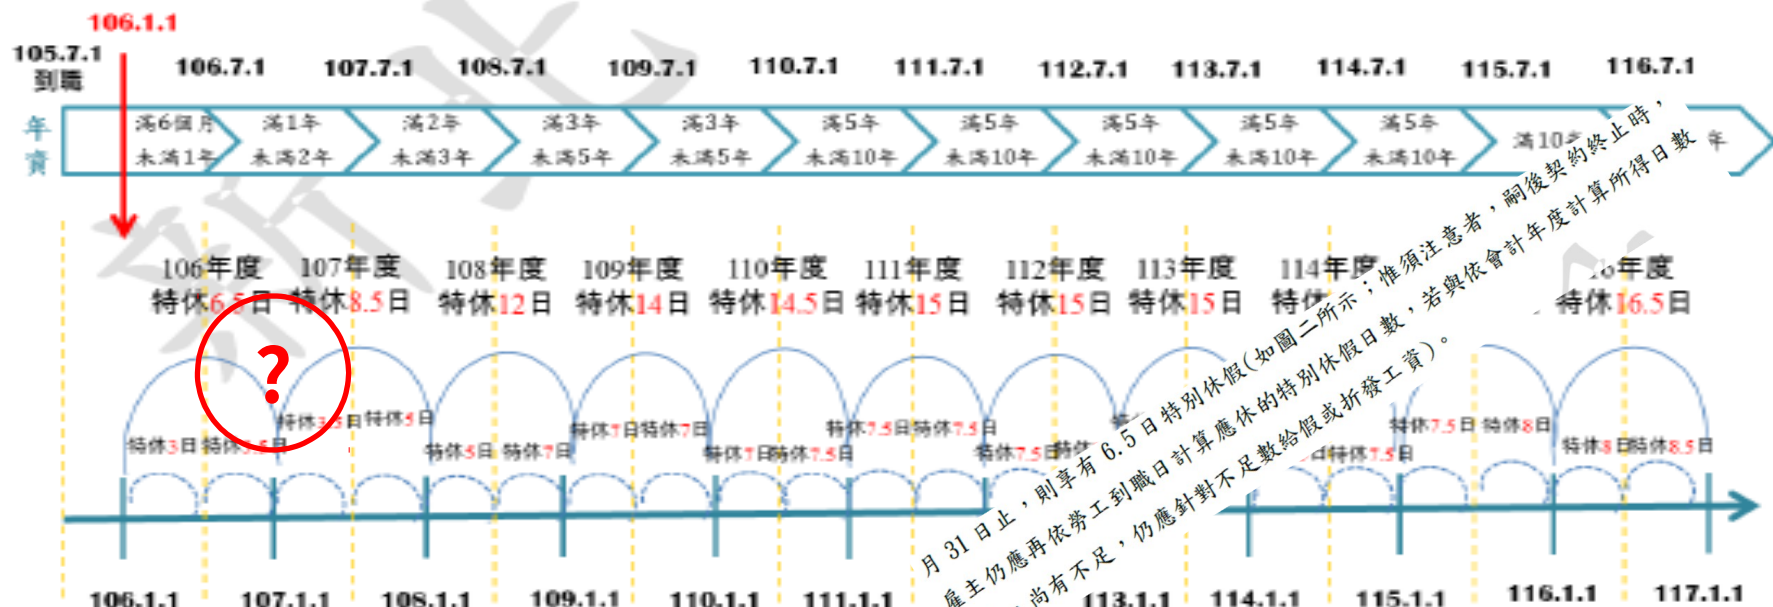 106.1.1
105.7.1
到職
106.7.1 107.7.1 108.7.1 109.7.1 110.7.1 111.7.1 112.7.1 113.7.1 114.7.1 115.7.1 116.7.1
年資
滿6個月 滿1年 滿2年 滿3年 滿3年 滿5年 滿5年 滿5年 滿5年 滿5年 滿10年
未滿1年 未滿2年 未滿3年 未滿5年 未滿5年 未滿10年 未滿10年 未滿10年 未滿10年 未滿10年 年
新北
106年度 107年度 108年度 109年度 110年度 111年度 112年度 113年度 114年度 年度
特休6.5日 特休8.5日 特休12日 特休14日 特休14.5日 特休15日 特休15日 特休15日 特休 特休16.5日
?
特休3日 特休 特休3.5日 特休5日 特休5日 特休7日 特休7日 特休7日 特休7日 特休7.5日 特休7.5日 特休7.5日 特休7.5日 特休7.5日 特休7.5日 特休8日 特休8日 特休8.5日
月 31 日止,則享有 6.5 日特別休假(如圖二所示;惟須注意者,嗣後契約終止時,
雇主仍應再依勞工到職日計算應休的特別休假日數,若與依會計年度計算所得日數
尚有不足,仍應針對不足數給假或折發工資)。
106.1.1 107.1.1 108.1.1 109.1.1 110.1.1 111.1.1 113.1.1 114.1.1 115.1.1 116.1.1 117.1.1